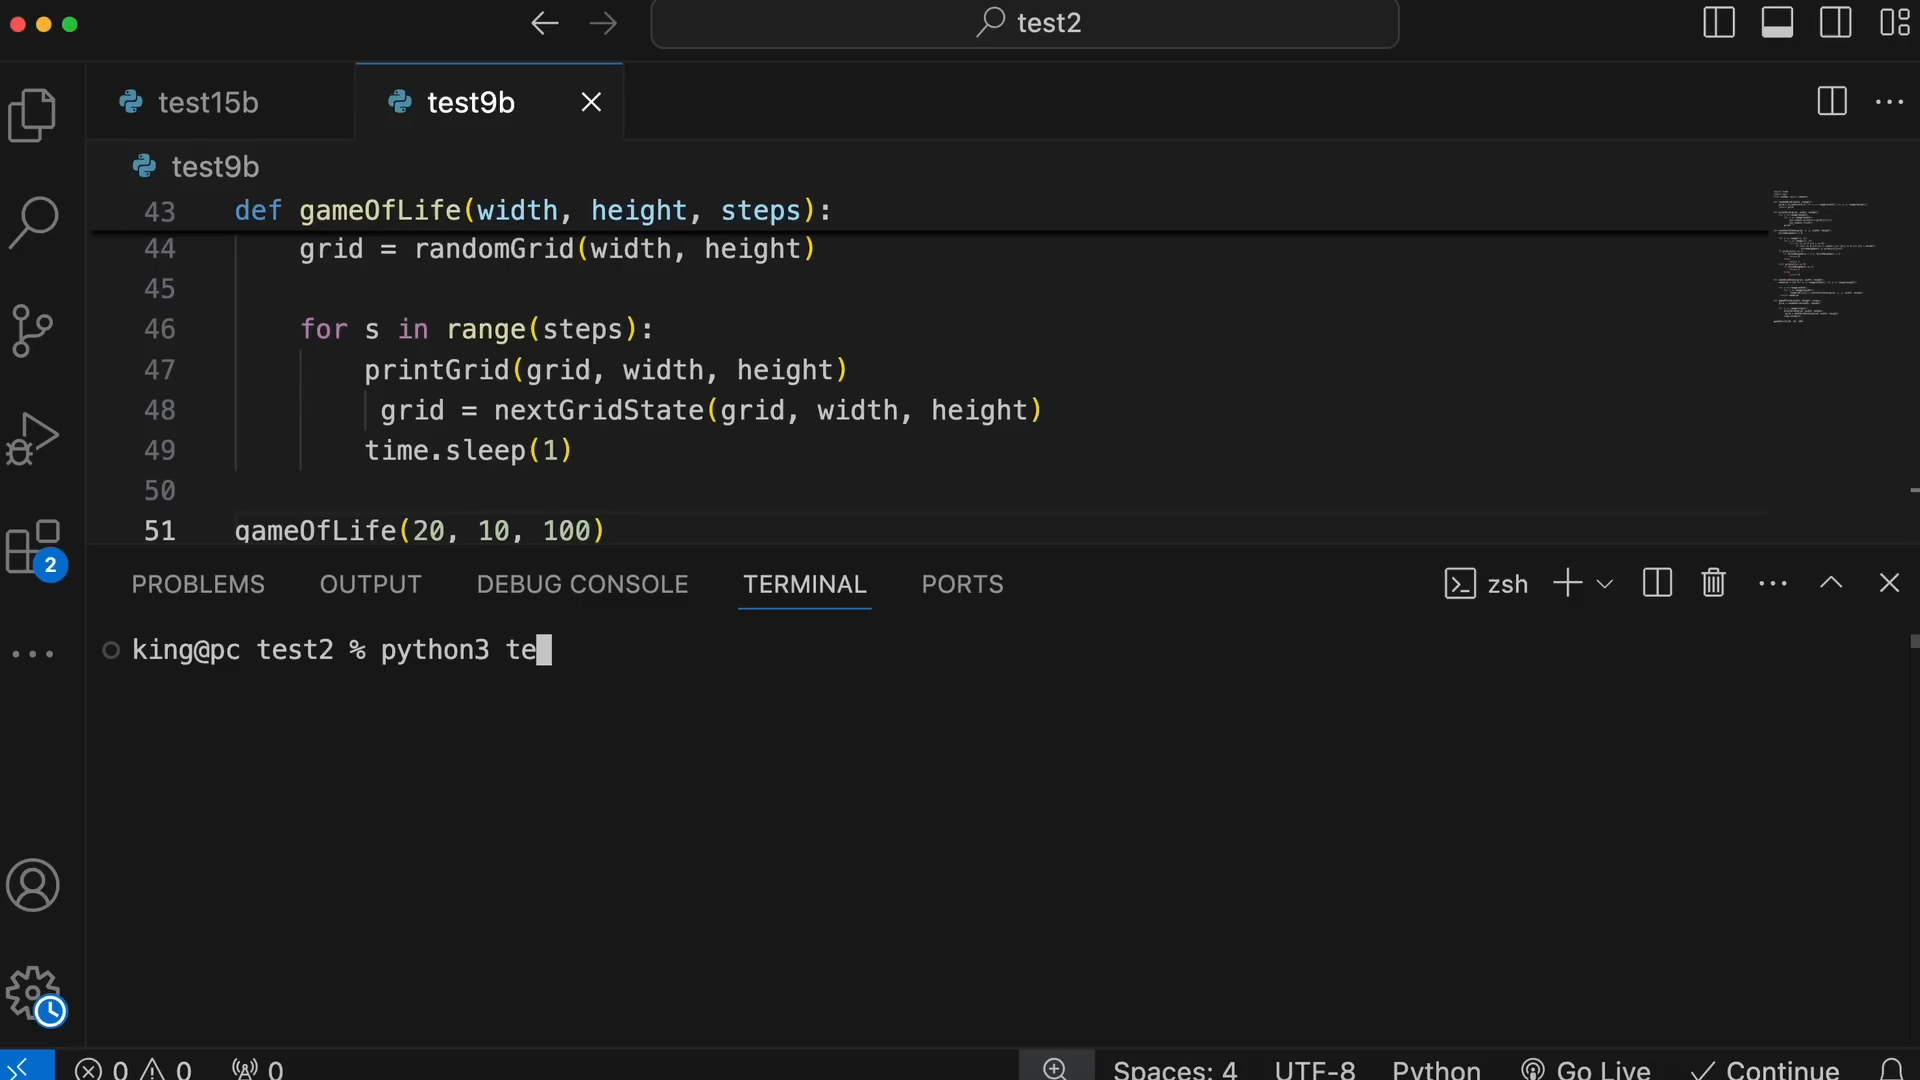 test2
test15b
test9b
test9b
43 def gameOfLife(width, height, steps):
44 grid = randomGrid(width, height)
45
46 for s in range(steps):
47 printGrid(grid, width, height)
48 grid = nextGridState(grid, width, height)
49 time.sleep(1)
50
51 gameOfLife(20, 10, 100)
2
PROBLEMS OUTPUT DEBUG CONSOLE TERMINAL PORTS zsh
king@pc test2 % python3 te
0 0 0 Spaces: 4 UTF-8 Python Go Live Continue